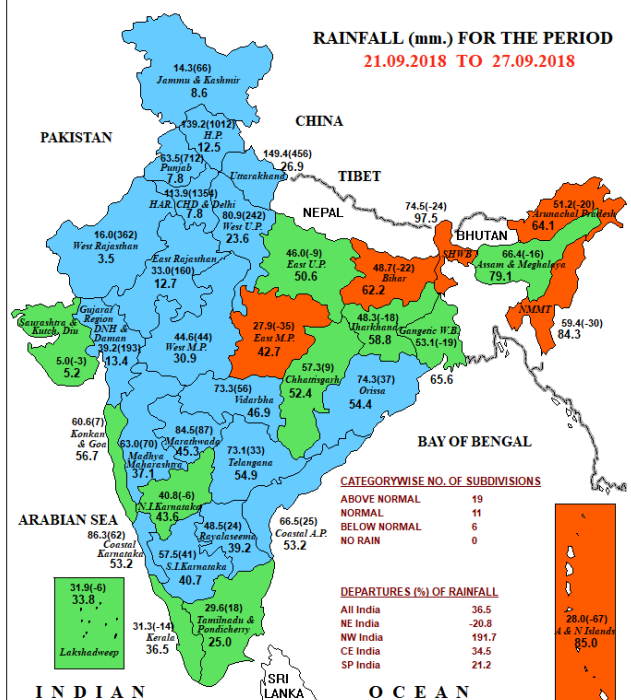 RAINFALL (mm.) FOR THE PERIOD
21.09.2018 TO 27.09.2018
14.3(66)
Jammu & Kashmir
8.6
CHINA
139.2(1012)
H.P.
12.5
PAKISTAN
63.5(712)
Punjab
7.8
149.4(456)
Uttarakhand
26.9
TIBET
413.9(1354)
HAR. CHD & Delhi
7.8
80.9(242)
West U.P.
23.6
NEPAL
74.5(-24)
97.5
SHWB
BHUTAN
51.2(-20)
Arunachal Pradesh
64.1
16.0(362)
West Rajasthan
3.5
East Rajasthan
33.0(160)
12.7
46.0(-9)
East U.P.
50.6
48.7(-22)
Bihar
62.2
66.4(-16)
Assam & Meghalaya
79.1
Saurashtra &
Kutch, Diu
5.0(-3)
5.2
Gujarat
Region
DNH &
Daman
39.2(193)
13.4
44.6(44)
West M.P.
30.9
27.9(-35)
East M.P.
42.7
48.3(-18)
Jharkhand
58.8
Gangetic W.B.
53.1(-19)
65.6
NMMT
59.4(-30)
84.3
57.3(9)
Chhattisgarh
52.4
73.3(56)
Vidarbha
46.9
74.3(37)
Orissa
54.4
60.6(7)
Konkan
& Goa
56.7
63.0(70)
Madhya
Maharashtra
37.1
84.5(87)
Marathwada
45.3
73.1(33)
Telangana
54.9
BAY OF BENGAL
40.8(-6)
N.I.Karnataka
43.6
ARABIAN SEA
86.3(62)
Coastal
Karnataka
53.2
48.5(24)
Rayalaseema
39.2
66.5(25)
Coastal A.P.
53.2
57.5(41)
S.I.Karnataka
40.7
29.6(18)
Tamilnadu &
Pondicherry
25.0
31.3(-14)
Kerala
36.5
31.9(-6)
33.8
Lakshadweep
CATEGORYWISE NO. OF SUBDIVISIONS
ABOVE NORMAL 19
NORMAL 11
BELOW NORMAL 6
NO RAIN 0
DEPARTURES (%) OF RAINFALL
All India 36.5
NE India -20.8
NW India 191.7
CE India 34.5
SP India 21.2
28.0(-67)
A & N Islands
85.0
SRI
LANKA
INDIAN OCEAN